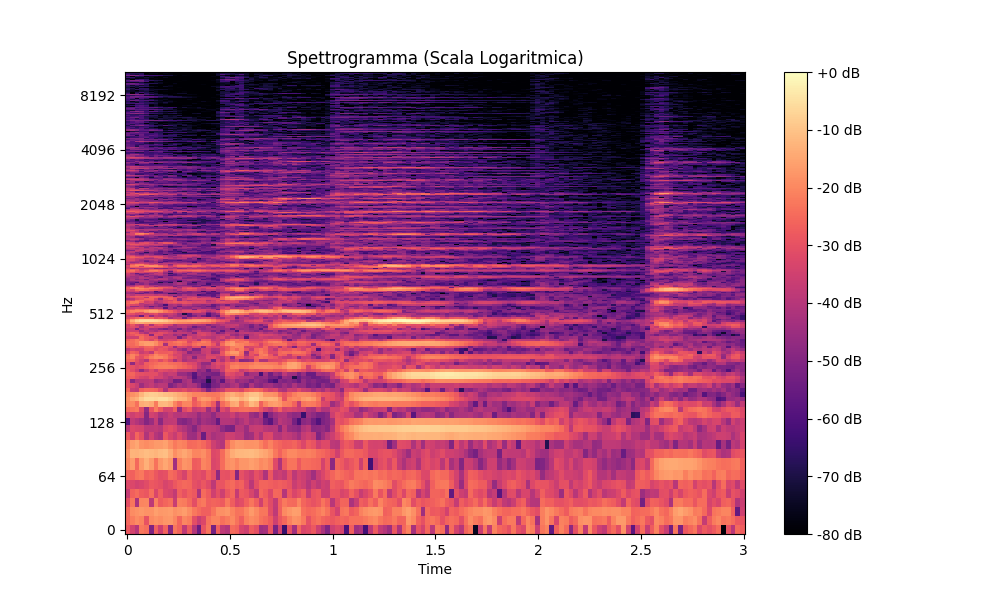 Spettrogramma (Scala Logaritmica)
Hz
8192
4096
2048
1024
512
256
128
64
0
0
0.5
1
1.5
2
2.5
3
Time
+0 dB
-10 dB
-20 dB
-30 dB
-40 dB
-50 dB
-60 dB
-70 dB
-80 dB